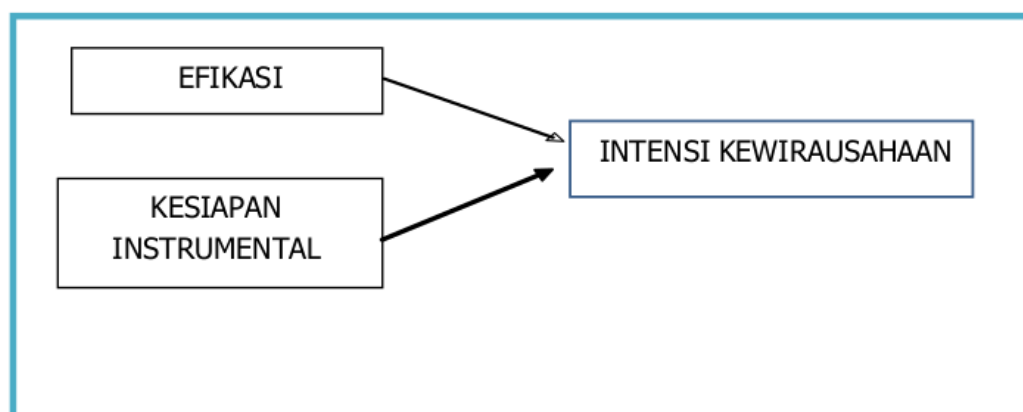 EFIKASI
INTENSI KEWIRAUSAHAAN
KESIAPAN
INSTRUMENTAL